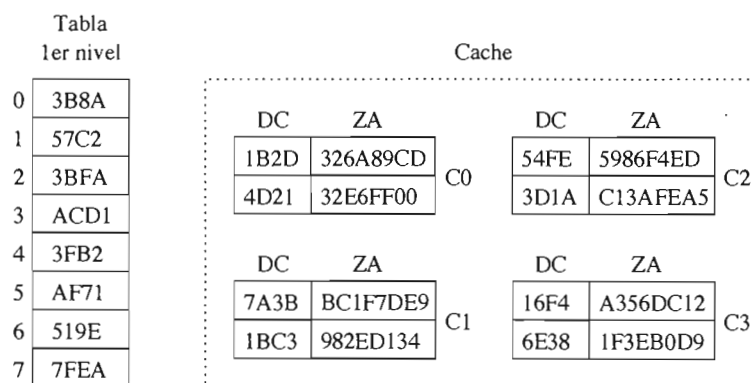 Tabla
1er nivel
0 3B8A
1 57C2
2 3BFA
3 ACD1
4 3FB2
5 AF71
6 519E
7 7FEA
Cache
DC ZA
1B2D 326A89CD
4D21 32E6FF00
C0
DC ZA
54FE 5986F4ED
3D1A C13AFEA5
C2
DC ZA
7A3B BC1F7DE9
1BC3 982ED134
C1
DC ZA
16F4 A356DC12
6E38 1F3EB0D9
C3